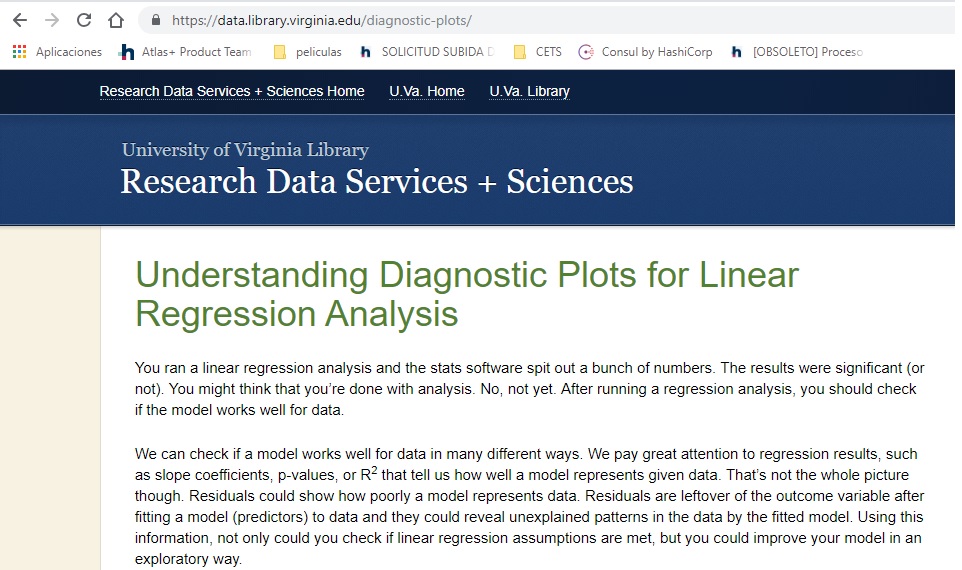 https://data.library.virginia.edu/diagnostic-plots/
Aplicaciones Atlas+ Product Team peliculas SOLICITUD SUBIDA CETS Consul by HashiCorp [OBSOLETO] Proceso
Research Data Services + Sciences Home U.Va. Home U.Va. Library
University of Virginia Library
Research Data Services + Sciences
Understanding Diagnostic Plots for Linear
Regression Analysis
You ran a linear regression analysis and the stats software spit out a bunch of numbers. The results were significant (or
not). You might think that you’re done with analysis. No, not yet. After running a regression analysis, you should check
if the model works well for data.
We can check if a model works well for data in many different ways. We pay great attention to regression results, such
as slope coefficients, p-values, or R² that tell us how well a model represents given data. That’s not the whole picture
though. Residuals could show how poorly a model represents data. Residuals are leftover of the outcome variable after
fitting a model (predictors) to data and they could reveal unexplained patterns in the data by the fitted model. Using this
information, not only could you check if linear regression assumptions are met, but you could improve your model in an
exploratory way.